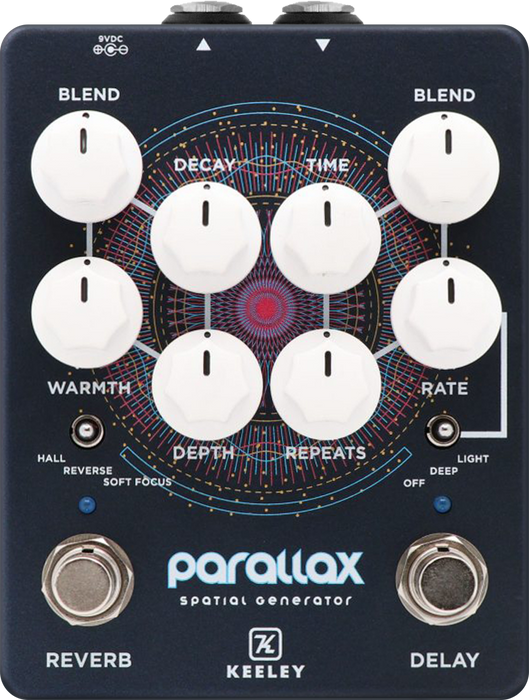 9VDC
BLEND
BLEND
DECAY
TIME
WARMTH
RATE
DEPTH
REPEATS
HALL
REVERSE
SOFT FOCUS
LIGHT
DEEP
OFF
parallax
SPATIAL GENERATOR
REVERB
KEELEY
DELAY